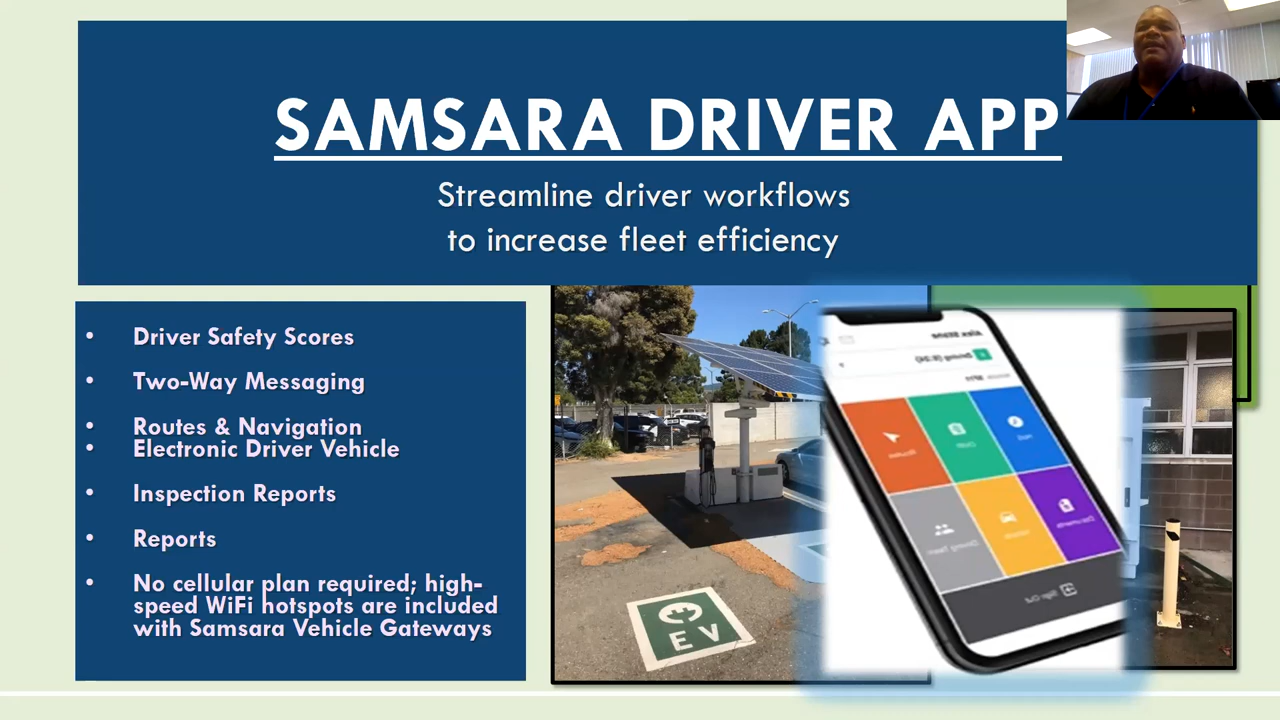 SAMSARA DRIVER APP
Streamline driver workflows
to increase fleet efficiency
• Driver Safety Scores
• Two-Way Messaging
• Routes & Navigation
• Electronic Driver Vehicle
• Inspection Reports
• Reports
• No cellular plan required; high-
speed WiFi hotspots are included
with Samsara Vehicle Gateways
EV
Sign Out